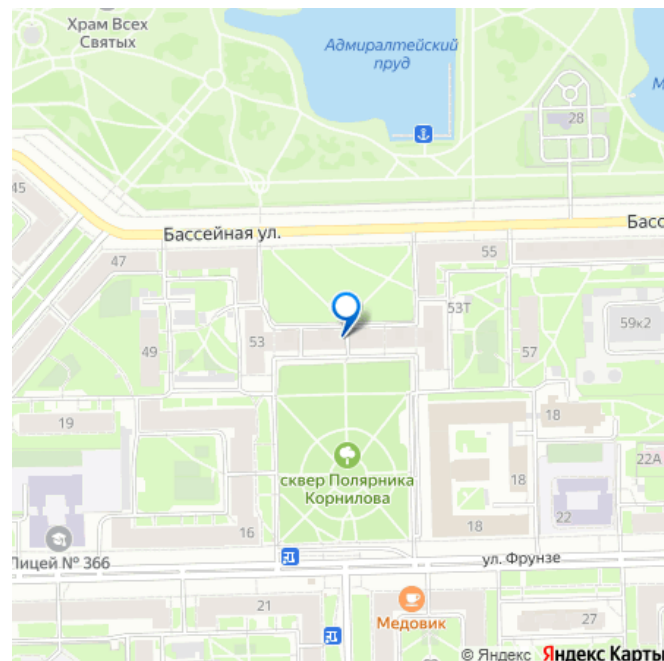 Храм Всех
Святых
Адмиралтейский
пруд
М
28
45
Бассейная ул.
Басс
47
55
53Т
59к2
49
53
57
19
18
сквер Полярника
Корнилова
22А
18
16
18
22
Лицей № 366
ул. Фрунзе
21
Медовик
27
© Яндекс Яндекс Карты